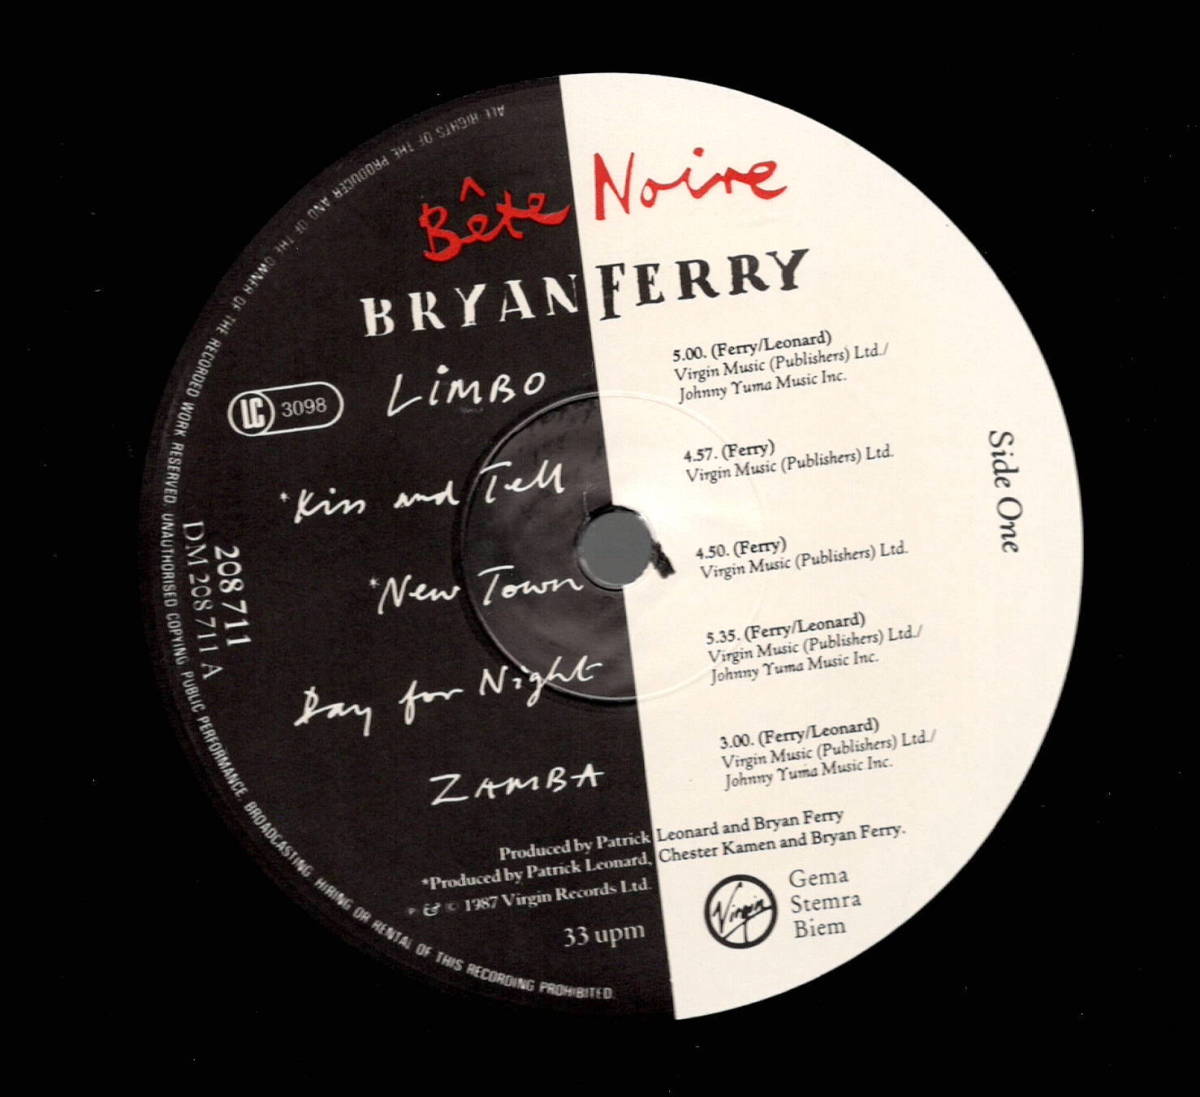 Bête Noire
BRYAN FERRY
LIMBO
5.00. (Ferry/Leonard)
Virgin Music (Publishers) Ltd./
Johnny Yuma Music Inc.
*Kiss and Tell
4.57. (Ferry)
Virgin Music (Publishers) Ltd.
*New Town
4.50. (Ferry)
Virgin Music (Publishers) Ltd.
Day for Night
5.35. (Ferry/Leonard)
Virgin Music (Publishers) Ltd./
Johnny Yuma Music Inc.
ZAMBA
3.00. (Ferry/Leonard)
Virgin Music (Publishers) Ltd./
Johnny Yuma Music Inc.
Produced by Patrick Leonard and Bryan Ferry
*Produced by Patrick Leonard, Chester Kamen and Bryan Ferry.
℗ & © 1987 Virgin Records Ltd.
33 upm
Virgin
Gema
Stemra
Biem
LC 3098
208 711
DM 208 711 A
Side One
ALL RIGHTS OF THE PRODUCER AND OF THE OWNER OF THE RECORDED WORK RESERVED. UNAUTHORISED COPYING PUBLIC PERFORMANCE BROADCASTING HIRING OR RENTAL OF THIS RECORDING PROHIBITED.